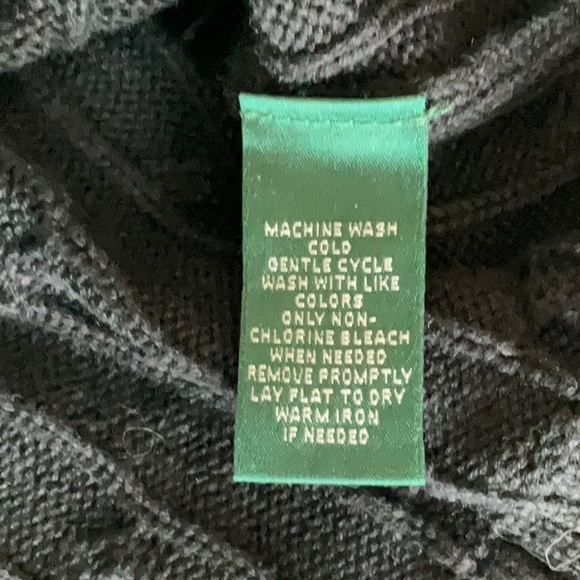 MACHINE WASH
COLD
GENTLE CYCLE
WASH WITH LIKE
COLORS
ONLY NON-
CHLORINE BLEACH
WHEN NEEDED
REMOVE PROMPTLY
LAY FLAT TO DRY
WARM IRON
IF NEEDED